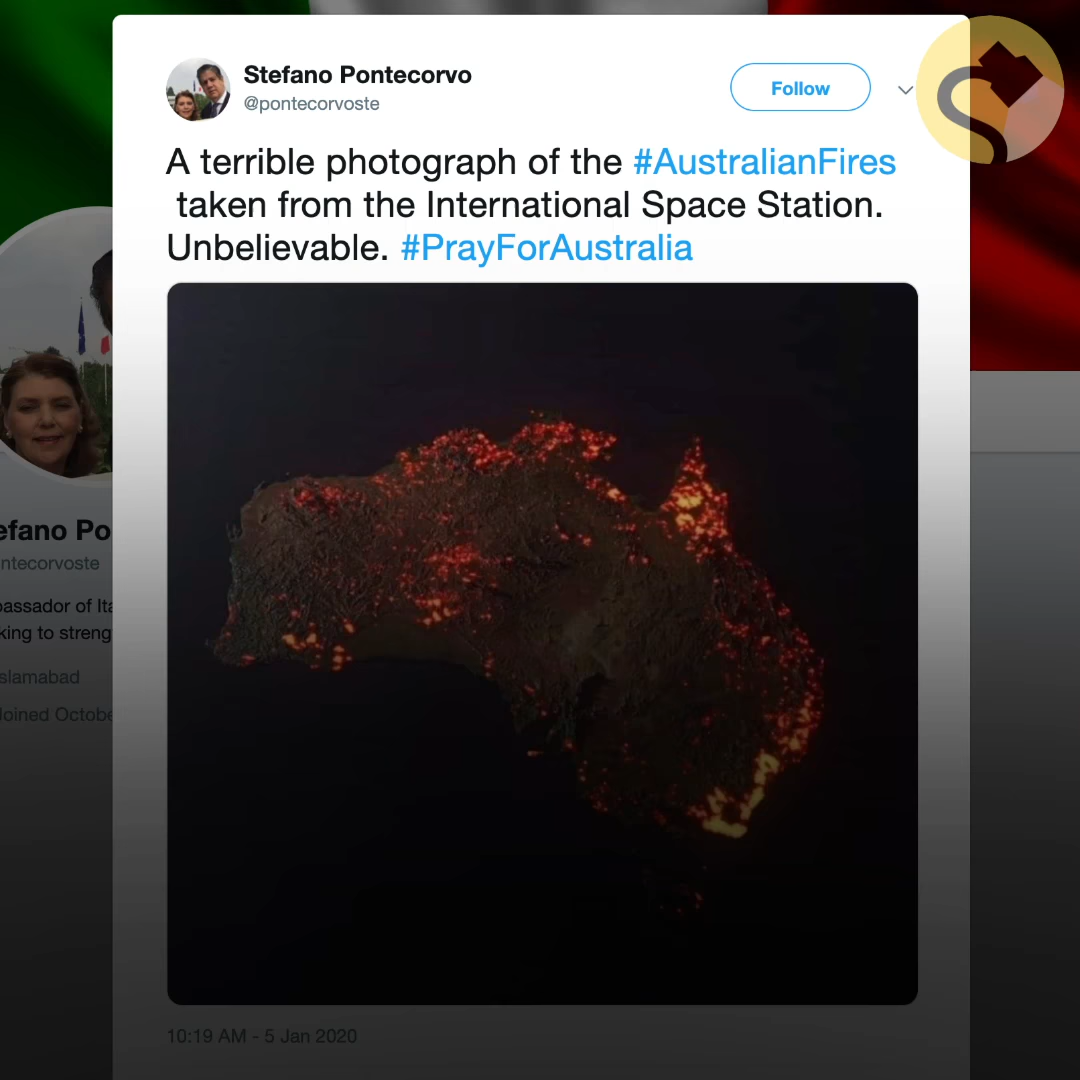 Stefano Pontecorvo
@pontecorvoste
Follow
A terrible photograph of the #AustralianFires
taken from the International Space Station.
Unbelievable. #PrayForAustralia
10:19 AM - 5 Jan 2020
efano Po
ntecorvoste
bassador of Ita
king to streng
slamabad
Joined Octobe